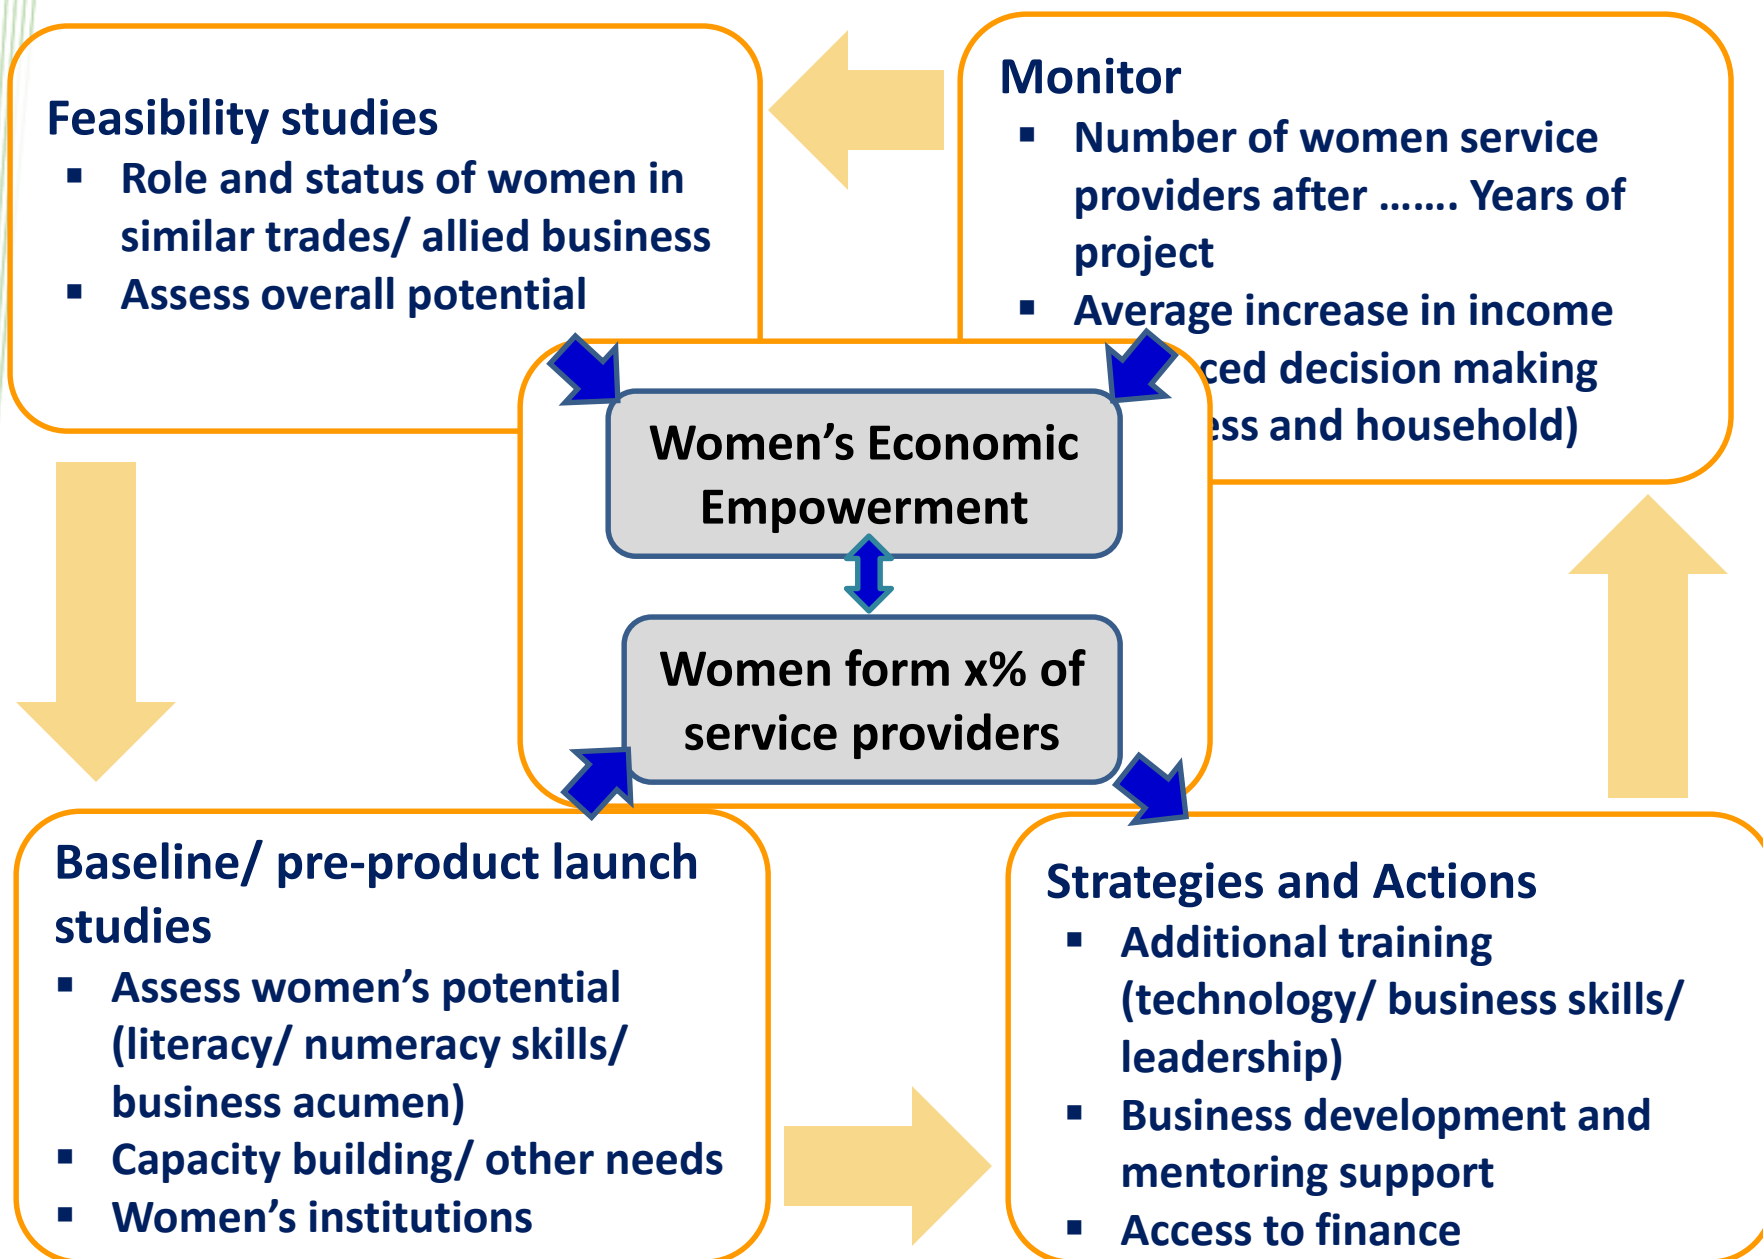 Feasibility studies
▪ Role and status of women in
similar trades/ allied business
▪ Assess overall potential
Monitor
▪ Number of women service
providers after ....... Years of
project
▪ Average increase in income
decision making
and household)
Women’s Economic
Empowerment
Women form x% of
service providers
Baseline/ pre-product launch
studies
▪ Assess women’s potential
(literacy/ numeracy skills/
business acumen)
▪ Capacity building/ other needs
▪ Women’s institutions
Strategies and Actions
▪ Additional training
(technology/ business skills/
leadership)
▪ Business development and
mentoring support
▪ Access to finance